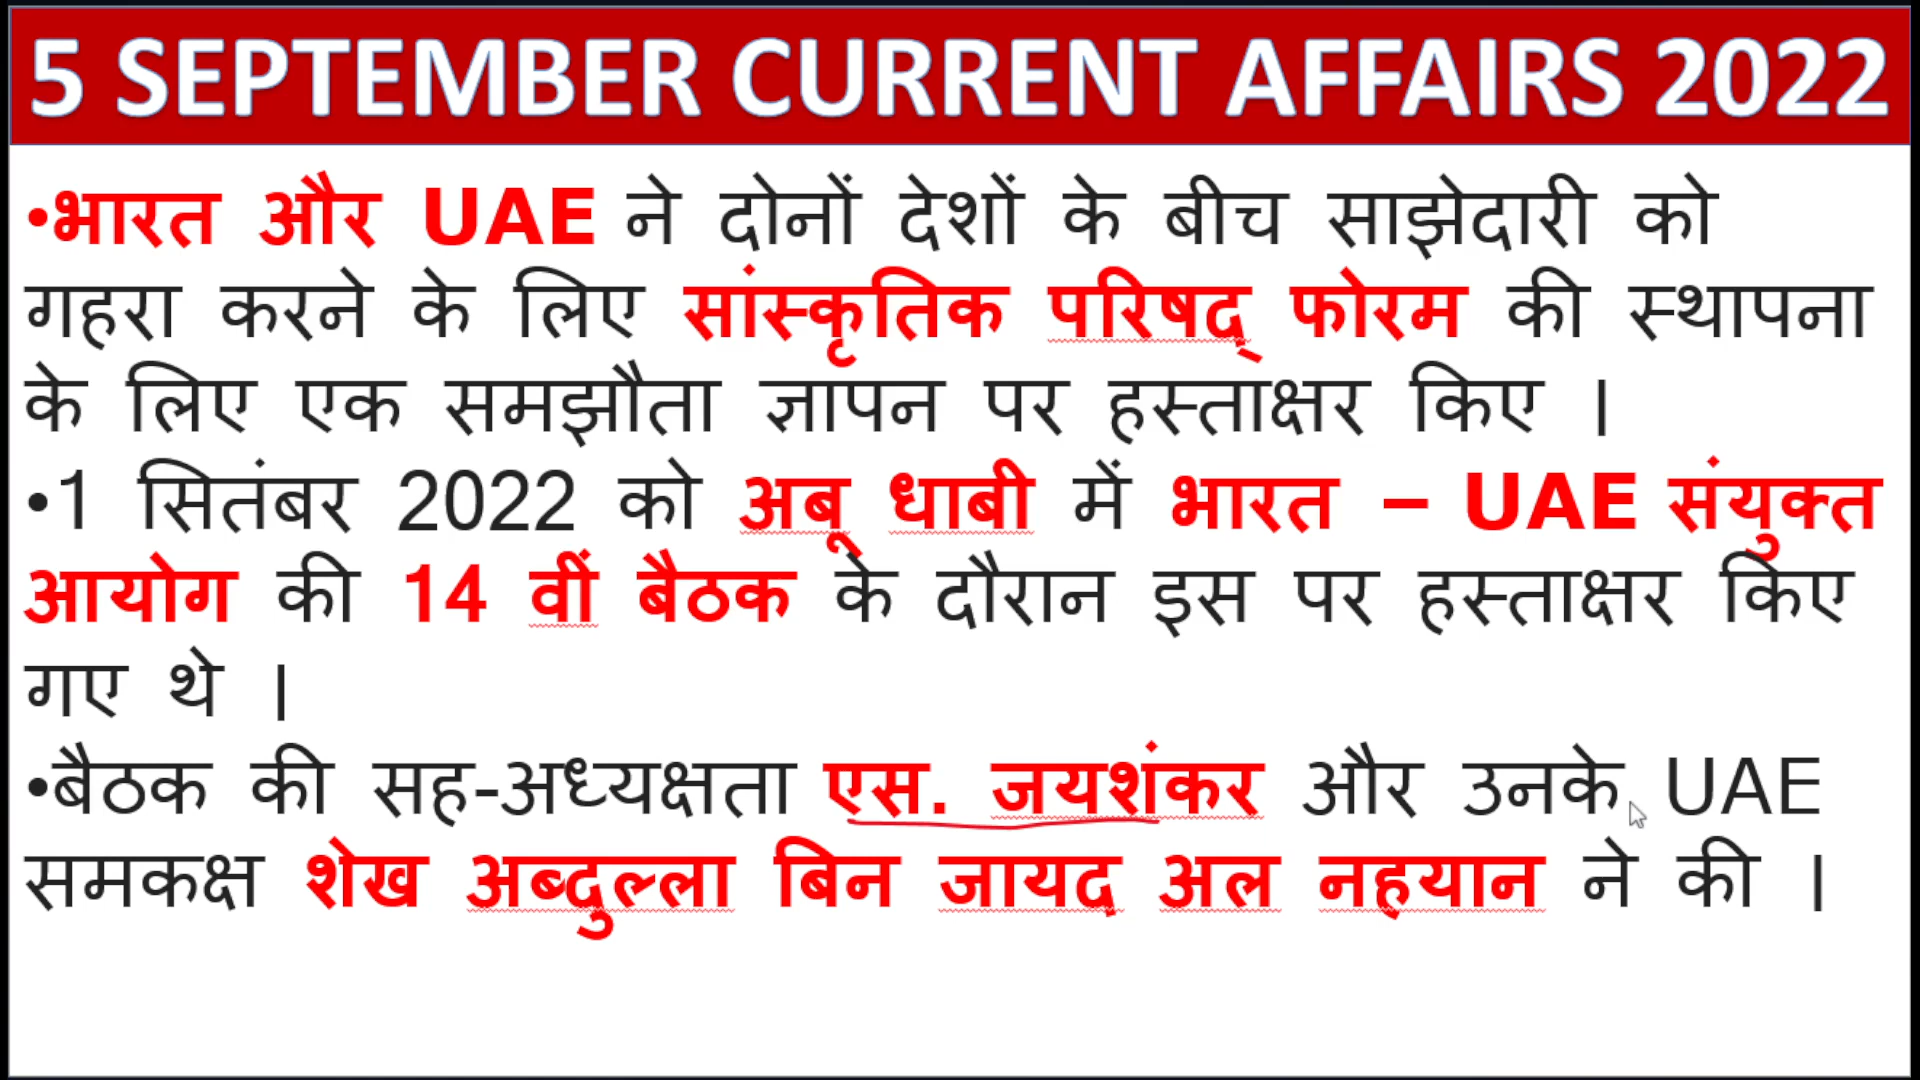 5 SEPTEMBER CURRENT AFFAIRS 2022
•भारत और UAE ने दोनों देशों के बीच साझेदारी को
गहरा करने के लिए सांस्कृतिक परिषद् फोरम की स्थापना
के लिए एक समझौता ज्ञापन पर हस्ताक्षर किए ।
•1 सितंबर 2022 को अबू धाबी में भारत – UAE संयुक्त
आयोग की 14 वीं बैठक के दौरान इस पर हस्ताक्षर किए
गए थे ।
•बैठक की सह-अध्यक्षता एस. जयशंकर और उनके UAE
समकक्ष शेख अब्दुल्ला बिन जायद अल नहयान ने की ।